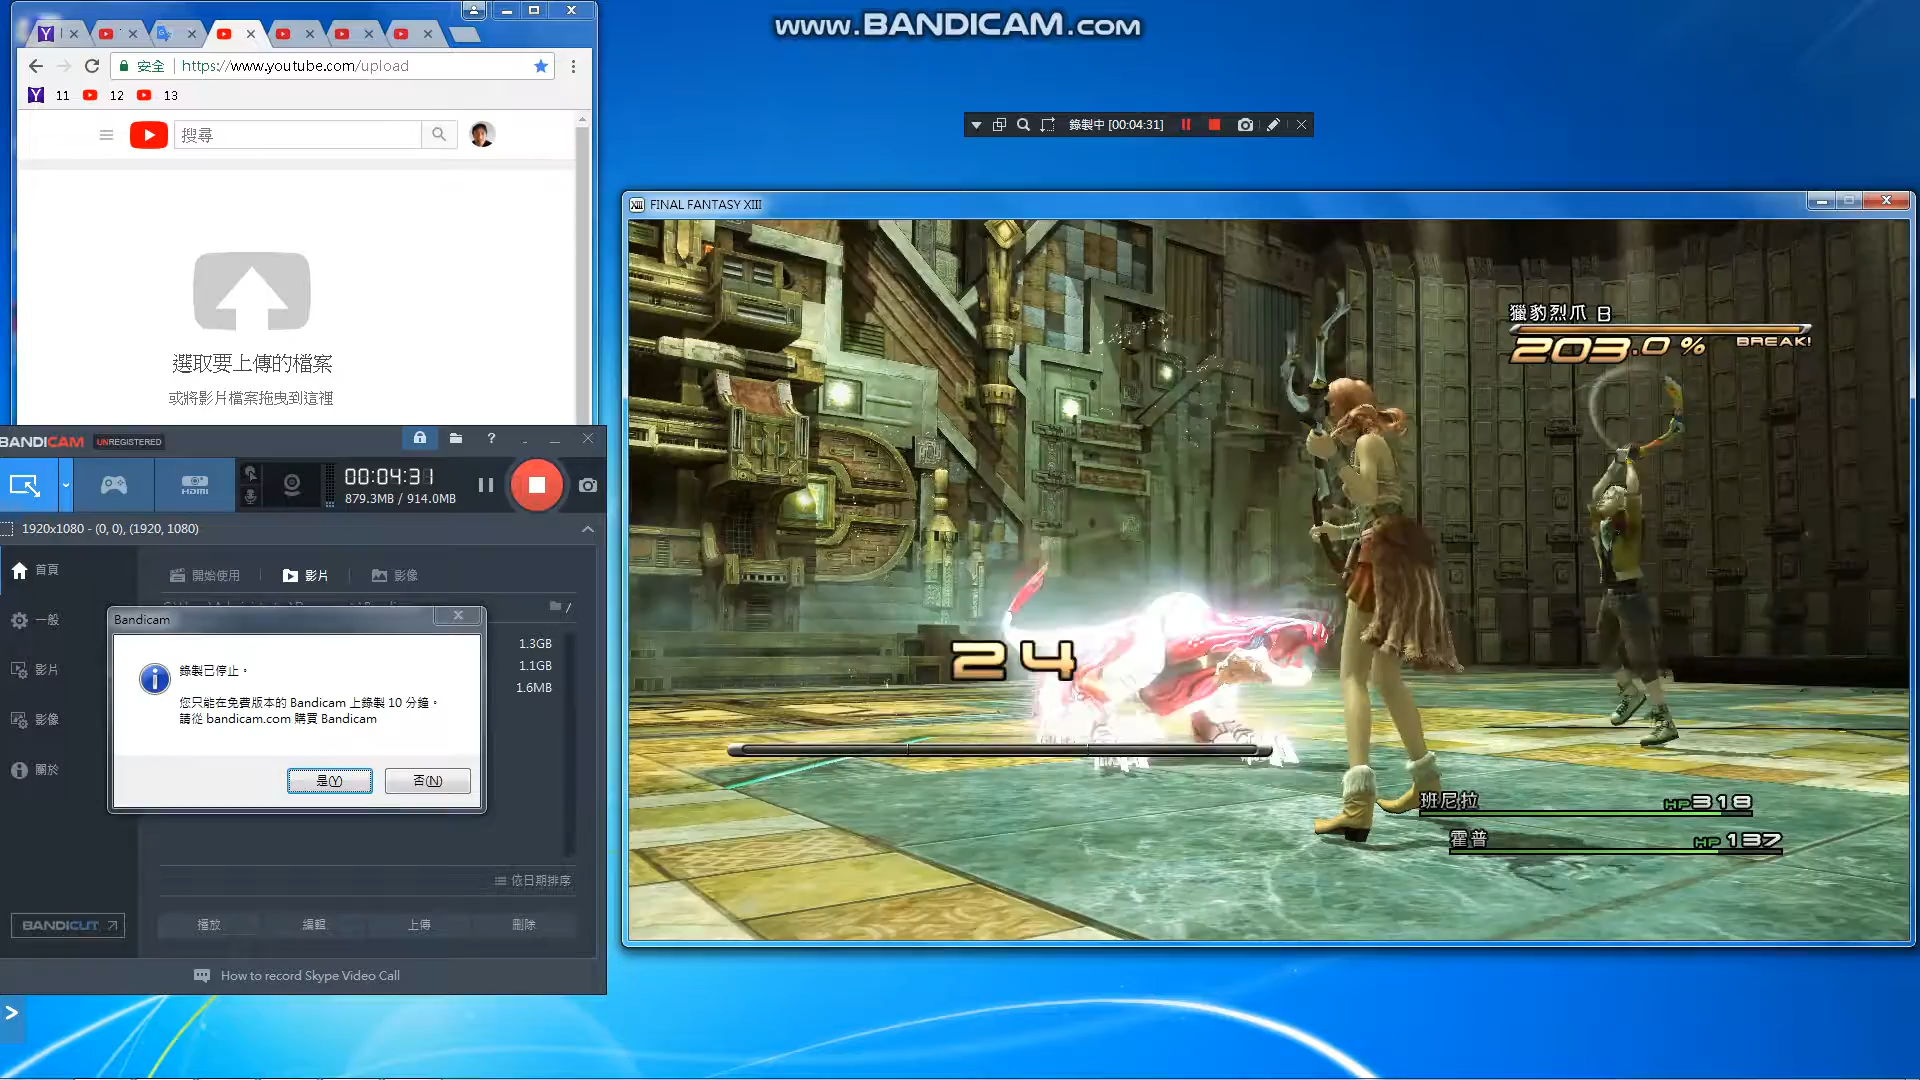 www.BANDICAM.com
安全
https://www.youtube.com/upload
11
12
13
搜尋
選取要上傳的檔案
或將影片檔案拖曳到這裡
錄製中 [00:04:31]
FINAL FANTASY XIII
獵豹烈爪 B
203.0 %
BREAK!
24
班尼拉
HP 318
霍普
HP 137
BANDICAM
UNREGISTERED
HDMI
00:04:31
879.3MB / 914.0MB
1920x1080 - (0, 0), (1920, 1080)
首頁
一般
影片
影像
關於
開始使用
影片
影像
1.3GB
1.1GB
1.6MB
Bandicam
錄製已停止。
您只能在免費版本的 Bandicam 上錄製 10 分鐘。
請從 bandicam.com 購買 Bandicam
是(Y)
否(N)
依日期排序
BANDICUT
播放
編輯
上傳
刪除
How to record Skype Video Call